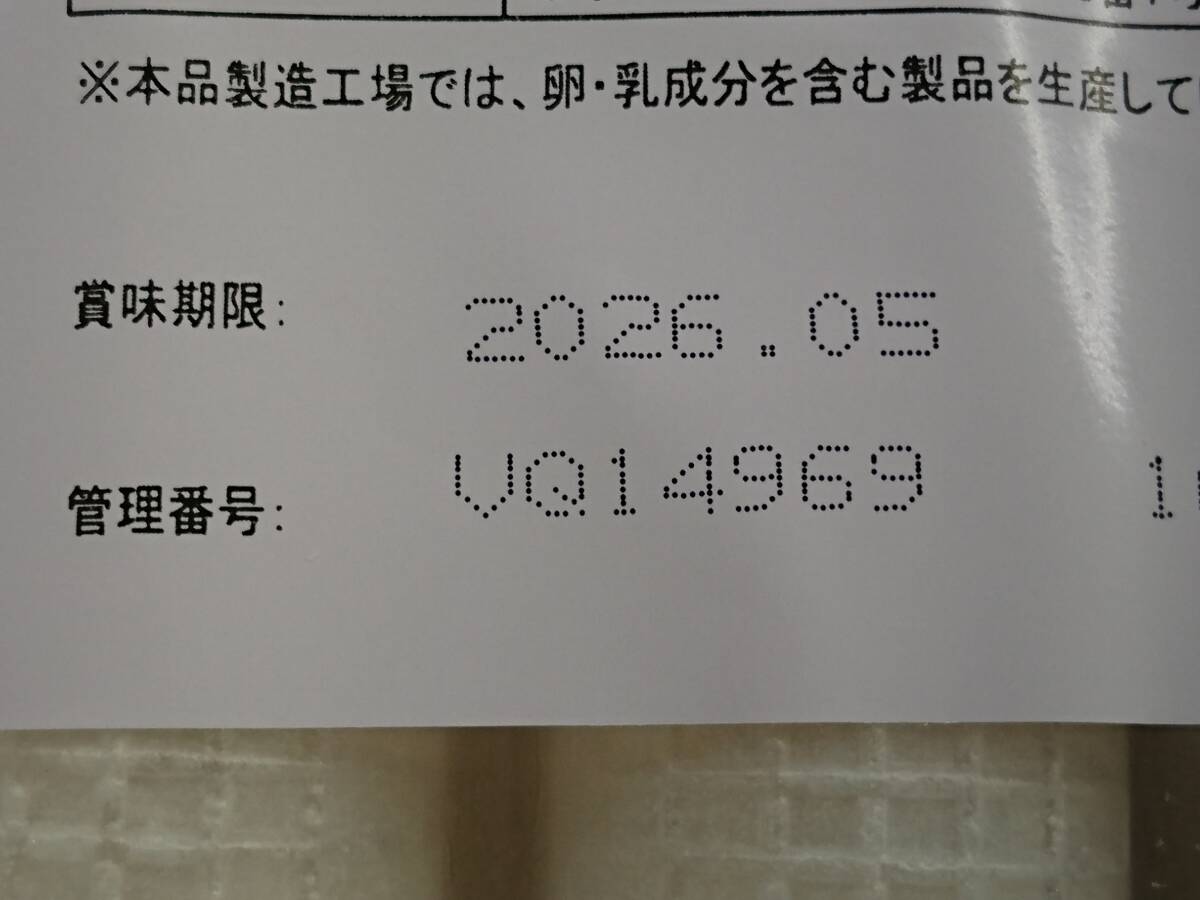 ※本品製造工場では、卵・乳成分を含む製品を生産して
賞味期限: 2026.05
管理番号: VQ14969 1